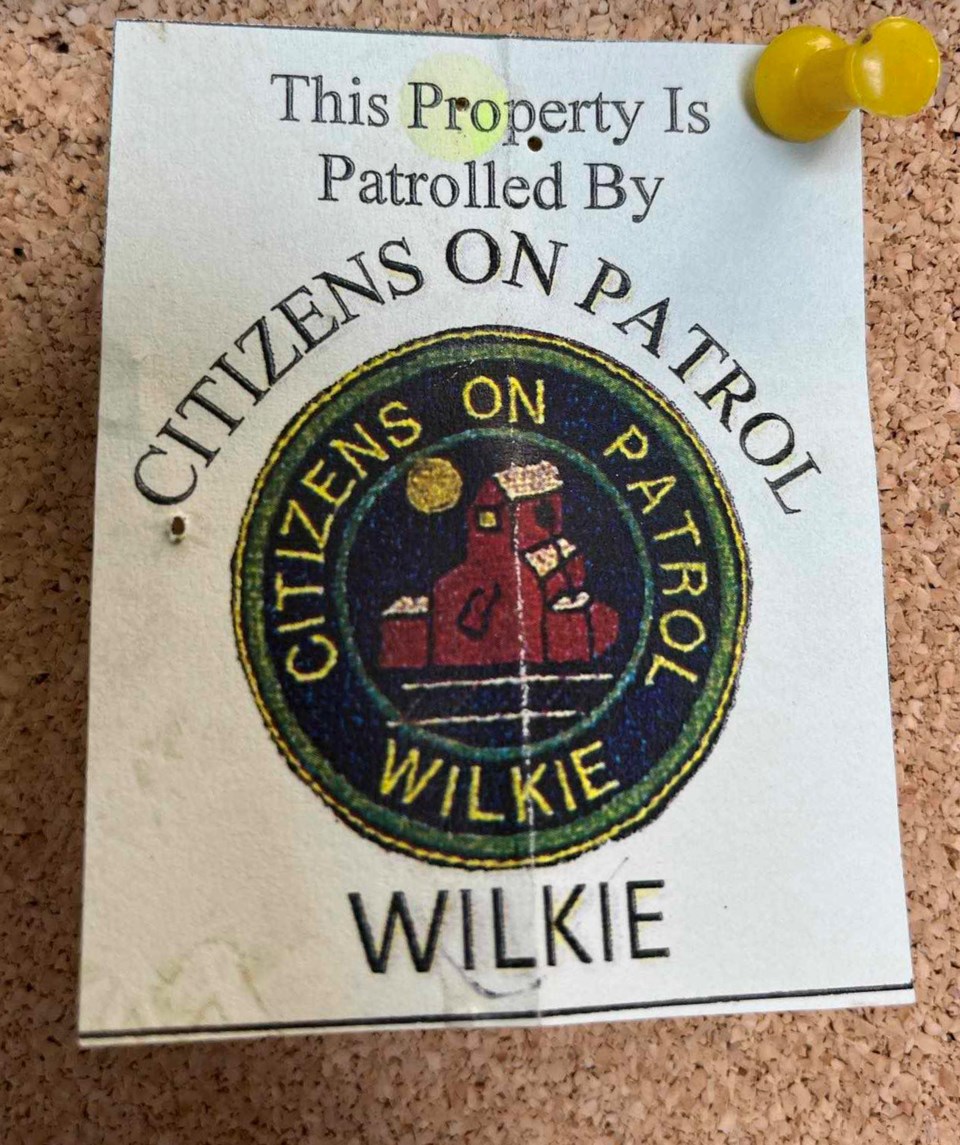 This Property Is
Patrolled By
CITIZENS ON PATROL
CITIZENS ON PATROL
WILKIE
WILKIE